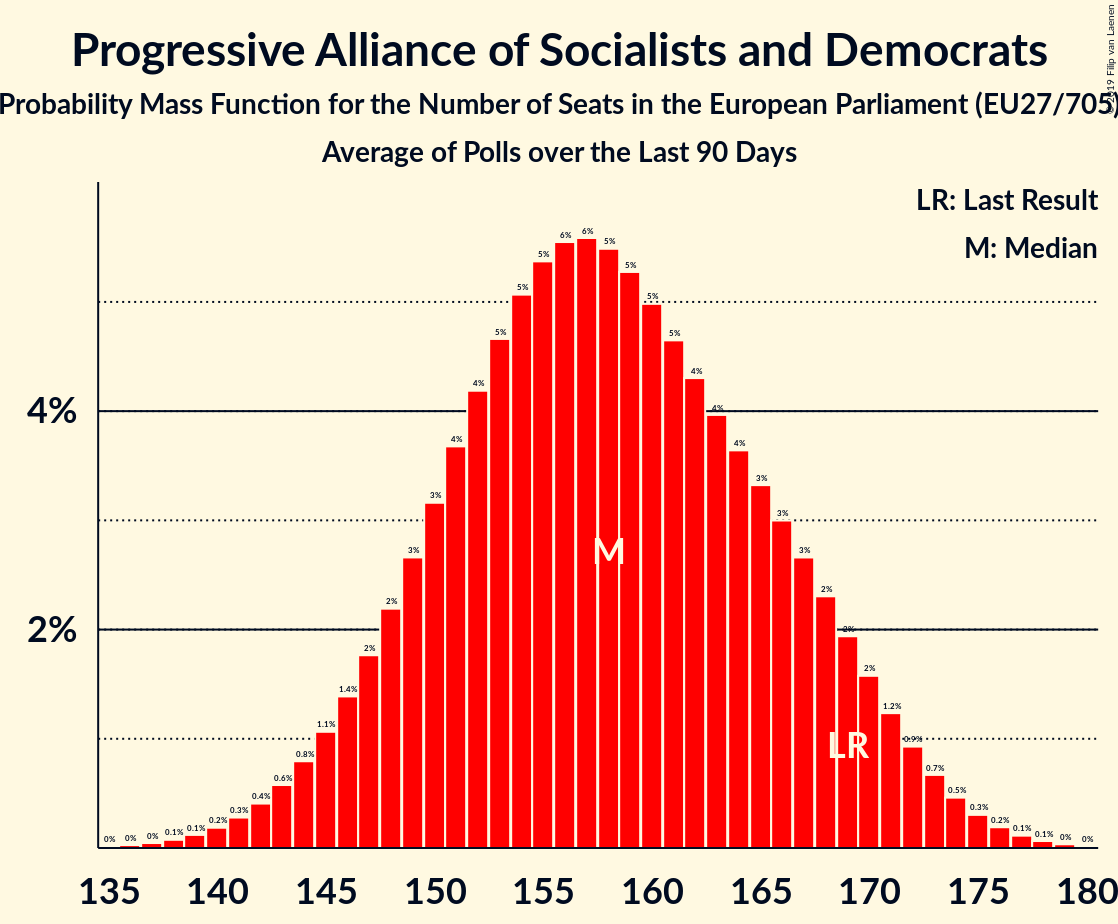 Progressive Alliance of Socialists and Democrats
Probability Mass Function for the Number of Seats in the European Parliament (EU27/705)
Average of Polls over the Last 90 Days
© 2019 Filip van Laenen
LR: Last Result
M: Median
4%
2%
0% 0% 0% 0.1% 0.1% 0.2% 0.3% 0.4% 0.6% 0.8% 1.1% 1.4% 2% 2% 3% 3% 4% 4% 5% 5% 5% 6% 6% 5% 5% 5% 5% 4% 4% 4% 3% 3% 3% 2% 2% 2% 1.2% 0.9% 0.7% 0.5% 0.3% 0.2% 0.1% 0.1% 0% 0%
M
LR
135 140 145 150 155 160 165 170 175 180